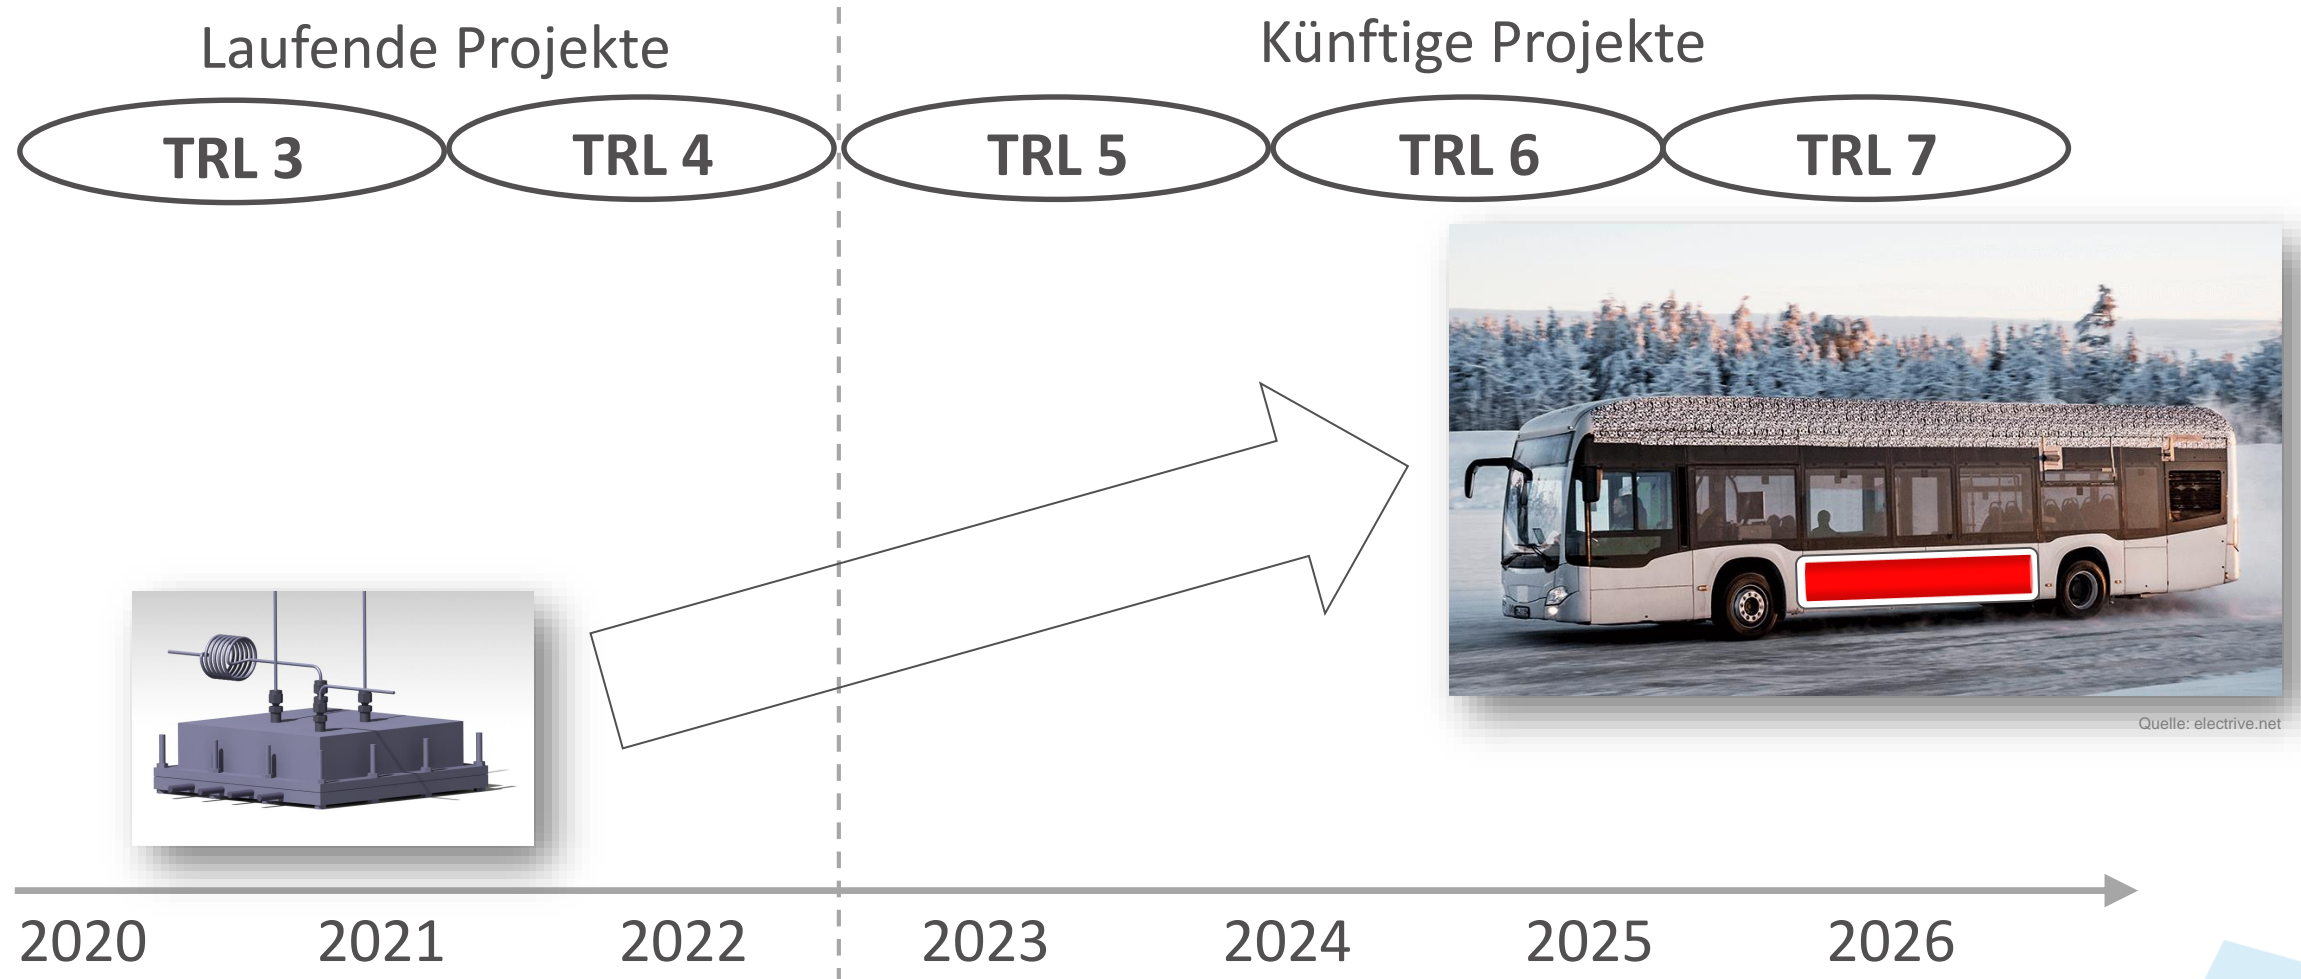 Laufende Projekte
Künftige Projekte
TRL 3
TRL 4
TRL 5
TRL 6
TRL 7
Quelle: electrive.net
2020
2021
2022
2023
2024
2025
2026